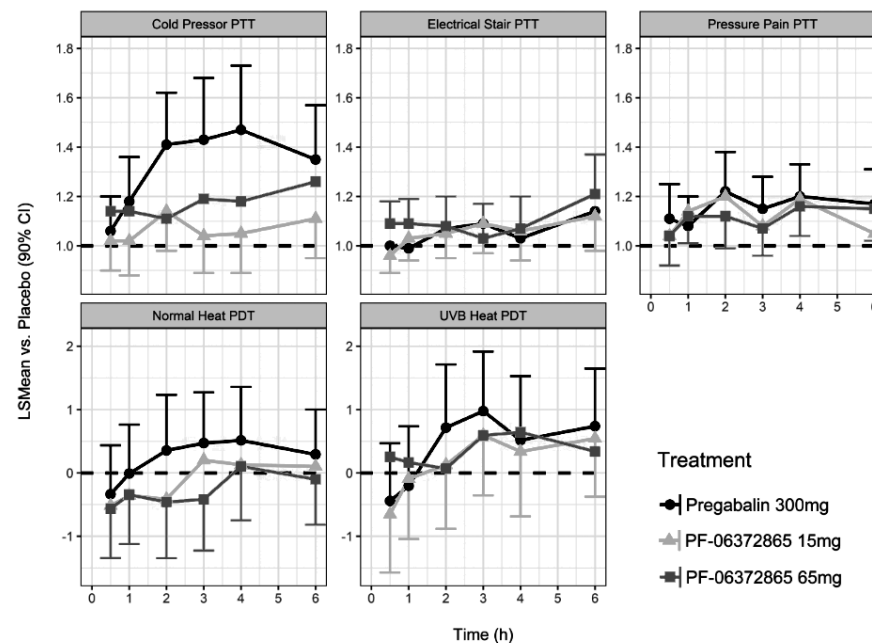 Cold Pressor PTT
Electrical Stair PTT
Pressure Pain PTT
1.8
1.6
1.4
1.2
1.0
1.8
1.6
1.4
1.2
1.0
1.8
1.6
1.4
1.2
1.0
0 1 2 3 4 5 6
LSMean vs. Placebo (90% CI)
Normal Heat PDT
UVB Heat PDT
2
1
0
-1
2
1
0
-1
0 1 2 3 4 5 6
0 1 2 3 4 5 6
Time (h)
Treatment
Pregabalin 300mg
PF-06372865 15mg
PF-06372865 65mg